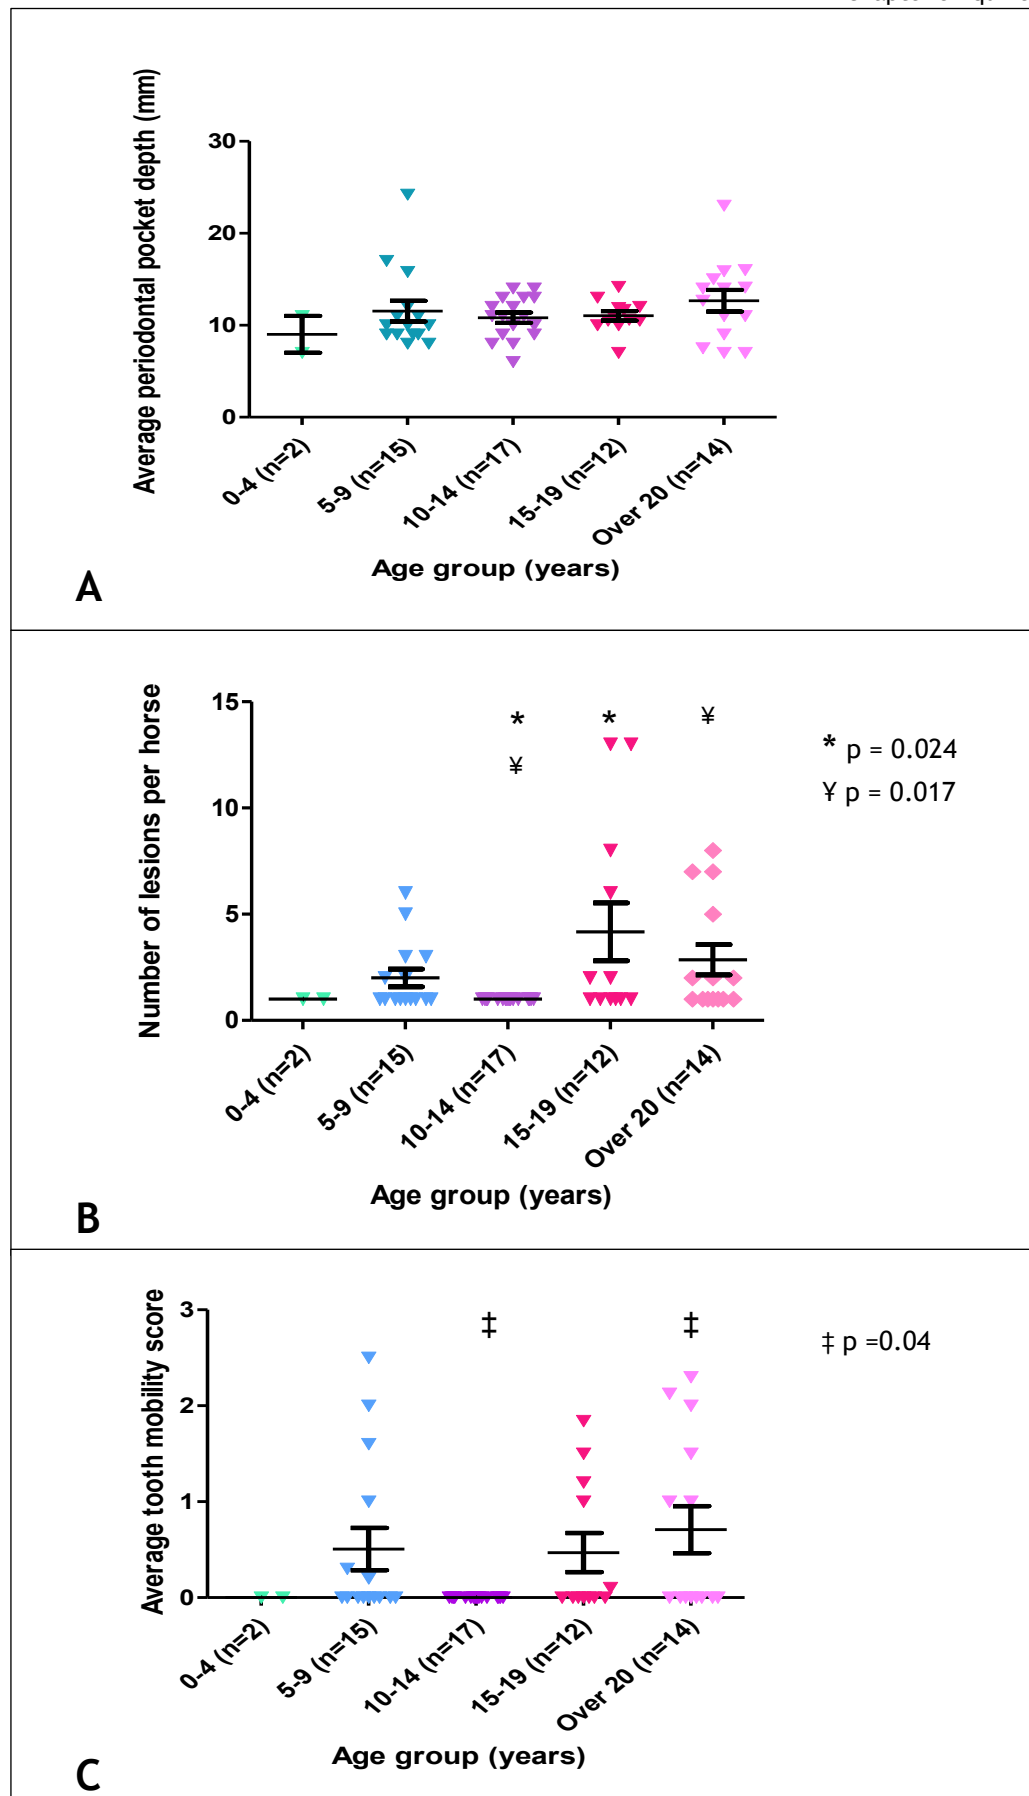 Average periodontal pocket depth (mm)
30
20
10
0
0-4 (n=2)
5-9 (n=15)
10-14 (n=17)
15-19 (n=12)
Over 20 (n=14)
Age group (years)
A
Number of lesions per horse
15
10
5
0
* *
¥
¥
* p = 0.024
¥ p = 0.017
0-4 (n=2)
5-9 (n=15)
10-14 (n=17)
15-19 (n=12)
Over 20 (n=14)
Age group (years)
B
Average tooth mobility score
3
2
1
0
‡ ‡
‡ p =0.04
0-4 (n=2)
5-9 (n=15)
10-14 (n=17)
15-19 (n=12)
Over 20 (n=14)
Age group (years)
C